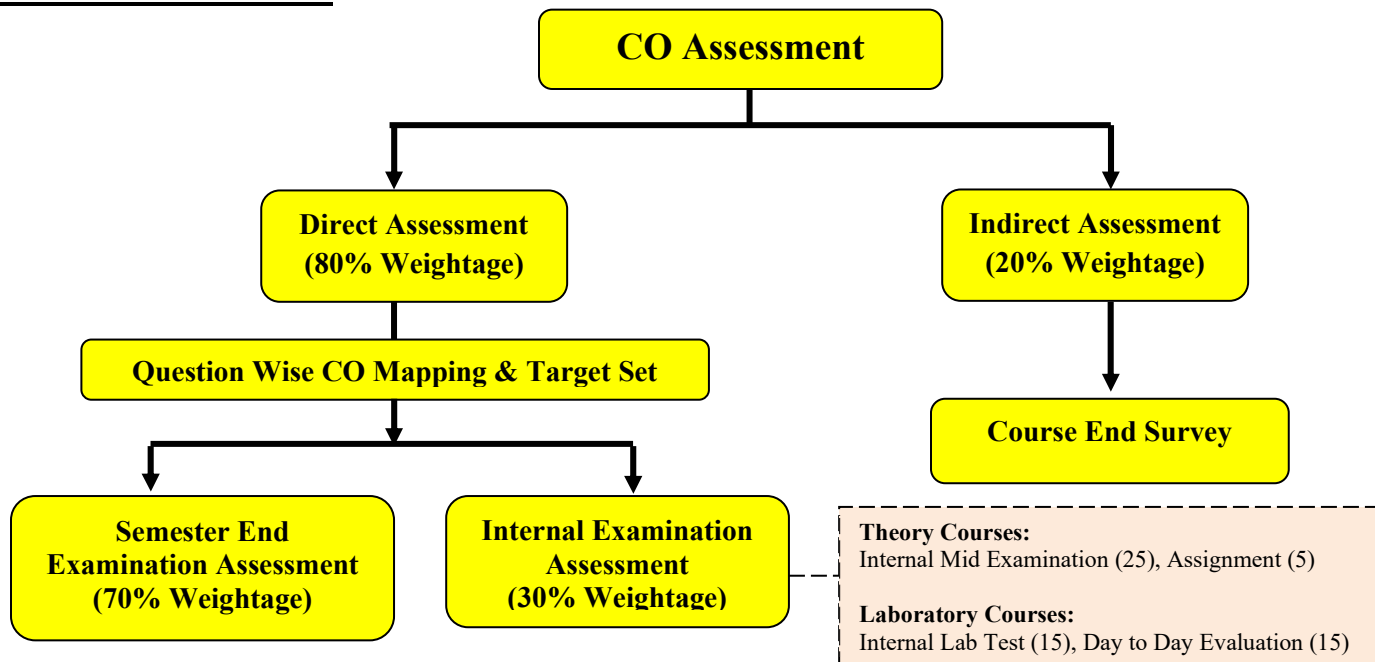 CO Assessment
Direct Assessment
(80% Weightage)
Indirect Assessment
(20% Weightage)
Question Wise CO Mapping & Target Set
Course End Survey
Semester End
Examination Assessment
(70% Weightage)
Internal Examination
Assessment
(30% Weightage)
Theory Courses:
Internal Mid Examination (25), Assignment (5)
Laboratory Courses:
Internal Lab Test (15), Day to Day Evaluation (15)